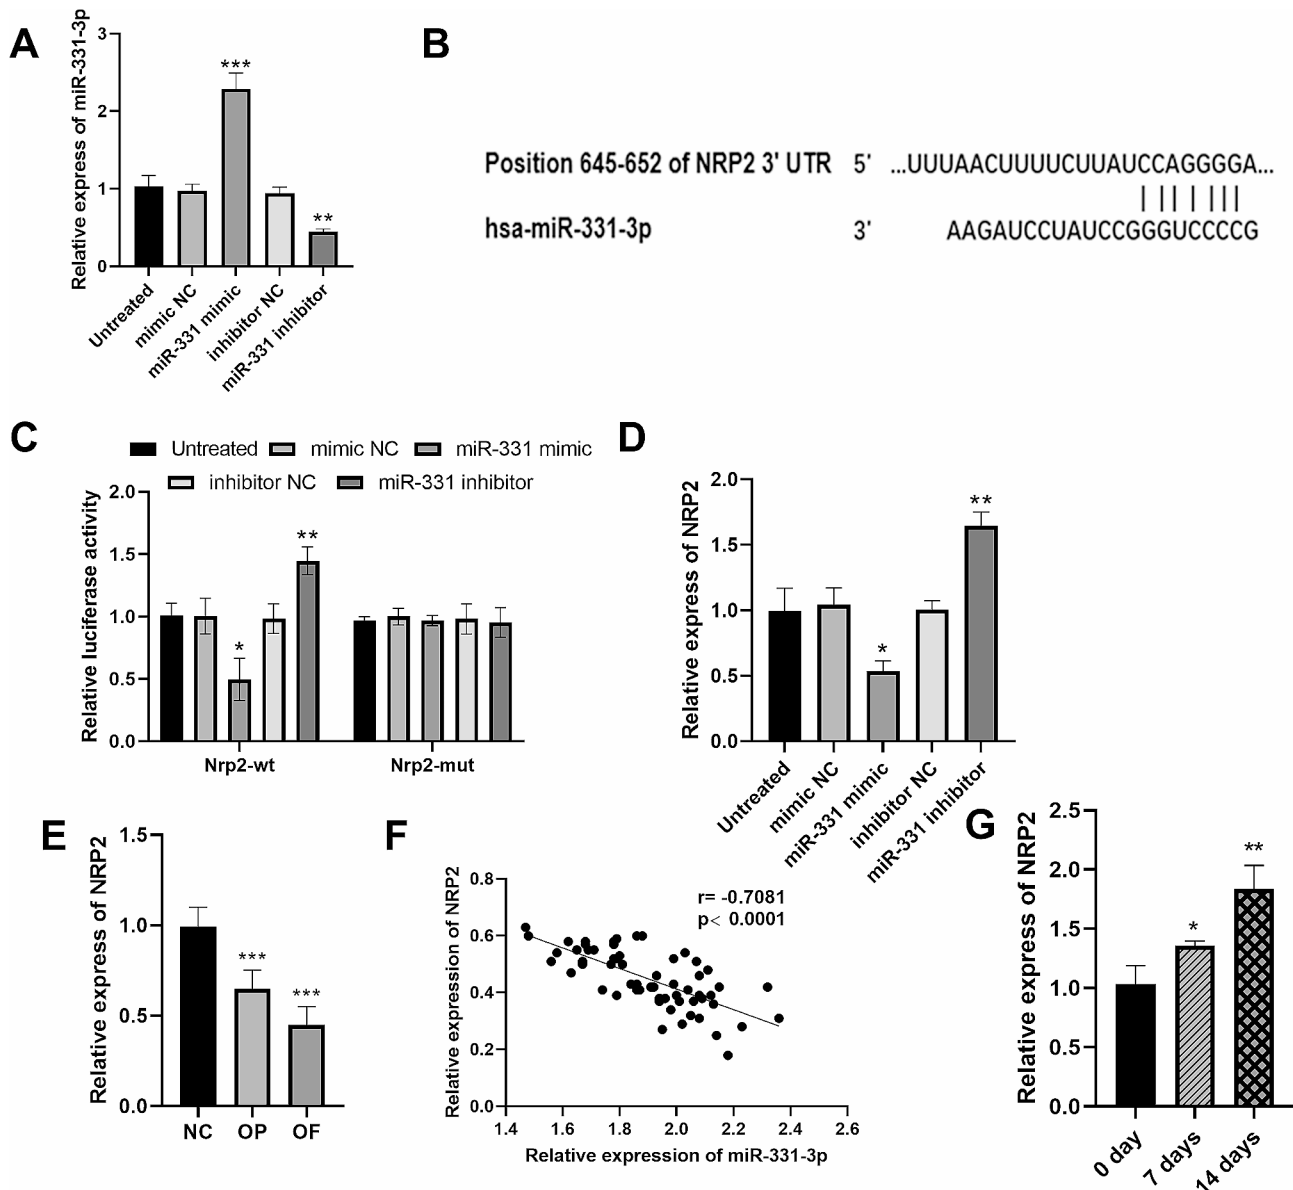 A
Relative express of miR-331-3p
3
2
1
0
***
**
Untreated
mimic NC
miR-331 mimic
inhibitor NC
miR-331 inhibitor
B
Position 645-652 of NRP2 3' UTR 5' ...UUUAACUUUUCUUAUCCAGGGGA...
hsa-miR-331-3p 3' AAGAUCCUAUCCGGGUCCCCG
C
Untreated mimic NC miR-331 mimic
inhibitor NC miR-331 inhibitor
Relative luciferase activity
2.0
1.5
1.0
0.5
0.0
*
**
Nrp2-wt Nrp2-mut
D
Relative express of NRP2
2.0
1.5
1.0
0.5
0.0
*
**
Untreated
mimic NC
miR-331 mimic
inhibitor NC
miR-331 inhibitor
E
Relative express of NRP2
1.5
1.0
0.5
0.0
***
***
NC OP OF
F
Relative expression of NRP2
0.8
0.6
0.4
0.2
0.0
r= -0.7081
p< 0.0001
1.4 1.6 1.8 2.0 2.2 2.4 2.6
Relative expression of miR-331-3p
G
Relative express of NRP2
2.5
2.0
1.5
1.0
0.5
0.0
*
**
0 day
7 days
14 days